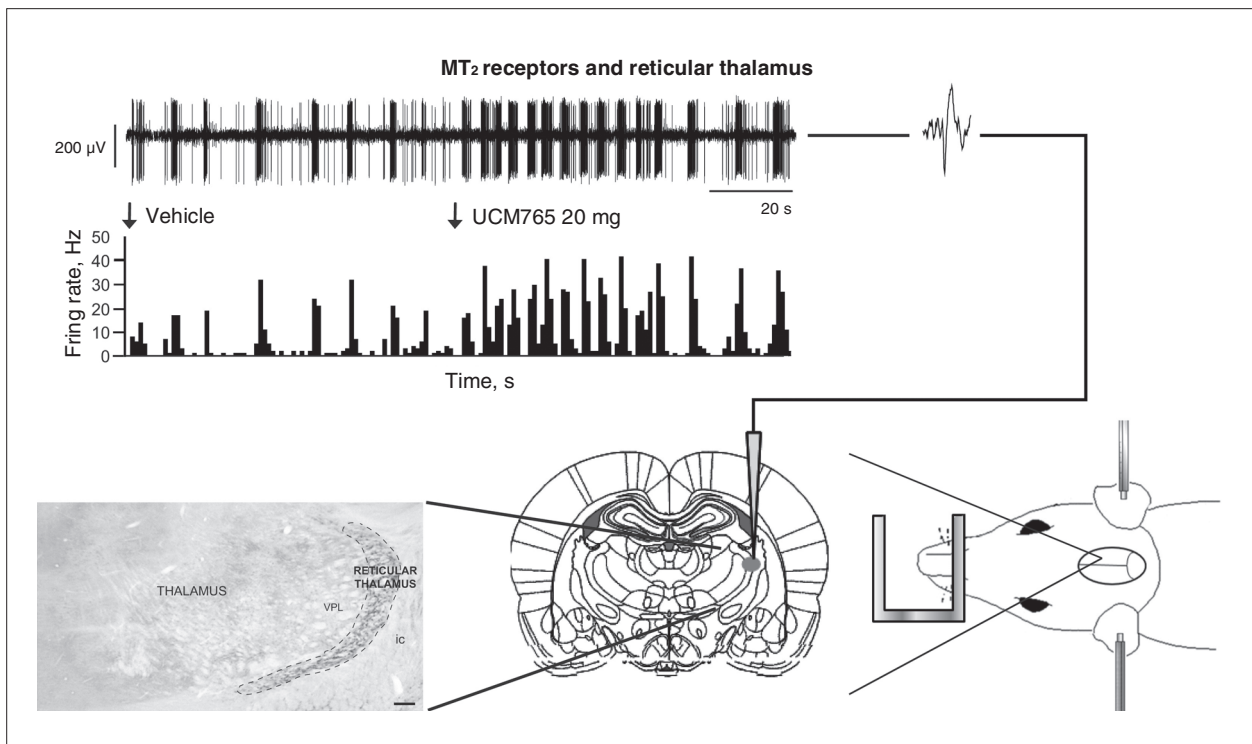 MT₂ receptors and reticular thalamus
200 µV
20 s
Vehicle
UCM765 20 mg
Fring rate, Hz
50
40
30
20
10
0
Time, s
THALAMUS
RETICULAR
THALAMUS
VPL
ic